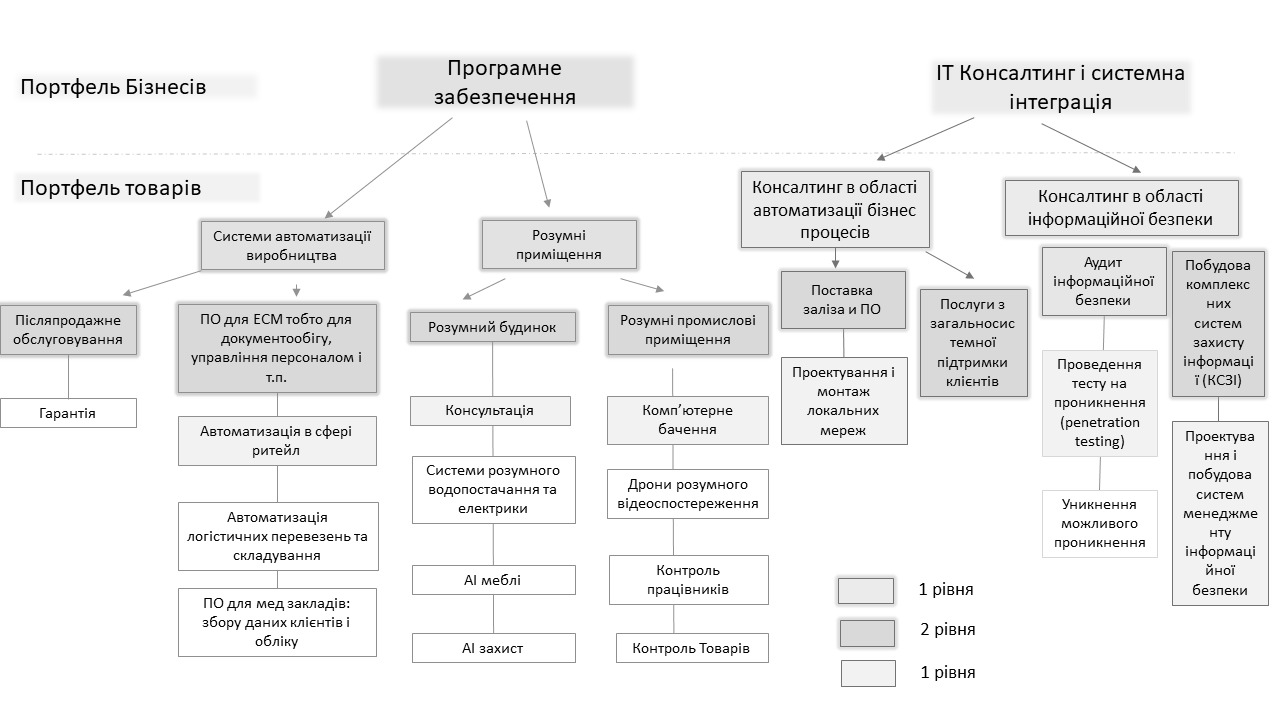 Портфель Бізнесів
Програмне
забезпечення
ІТ Консалтинг і системна
інтеграція
Портфель товарів
Системи автоматизації
виробництва
Розумні
приміщення
Консалтинг в області
автоматизації бізнес
процесів
Консалтинг в області
інформаційної безпеки
Післяпродажне
обслуговування
Гарантія
ПО для ECM тобто для
документообігу,
управління персоналом і
т.п.
Автоматизація в сфері
ритейл
Автоматизація
логістичних перевезень та
складування
ПО для мед закладів:
збору даних клієнтів і
обліку
Розумний будинок
Консультація
Системи розумного
водопостачання та
електрики
AI меблі
AI захист
Розумні промислові
приміщення
Комп’ютерне
бачення
Дрони розумного
відеоспостереження
Контроль
працівників
Контроль Товарів
Поставка
заліза и ПО
Проектування і
монтаж
локальних
мереж
Послуги з
загальносис
темної
підтримки
клієнтів
Аудит
інформаційної
безпеки
Проведення
тесту на
проникнення
(penetration
testing)
Уникнення
можливого
проникнення
Побудова
комплекс
них
систем
захисту
інформаці
ї (КСЗІ)
Проектува
ння і
побудова
систем
менеджме
нту
інформаці
йної
безпеки
1 рівня
2 рівня
1 рівня